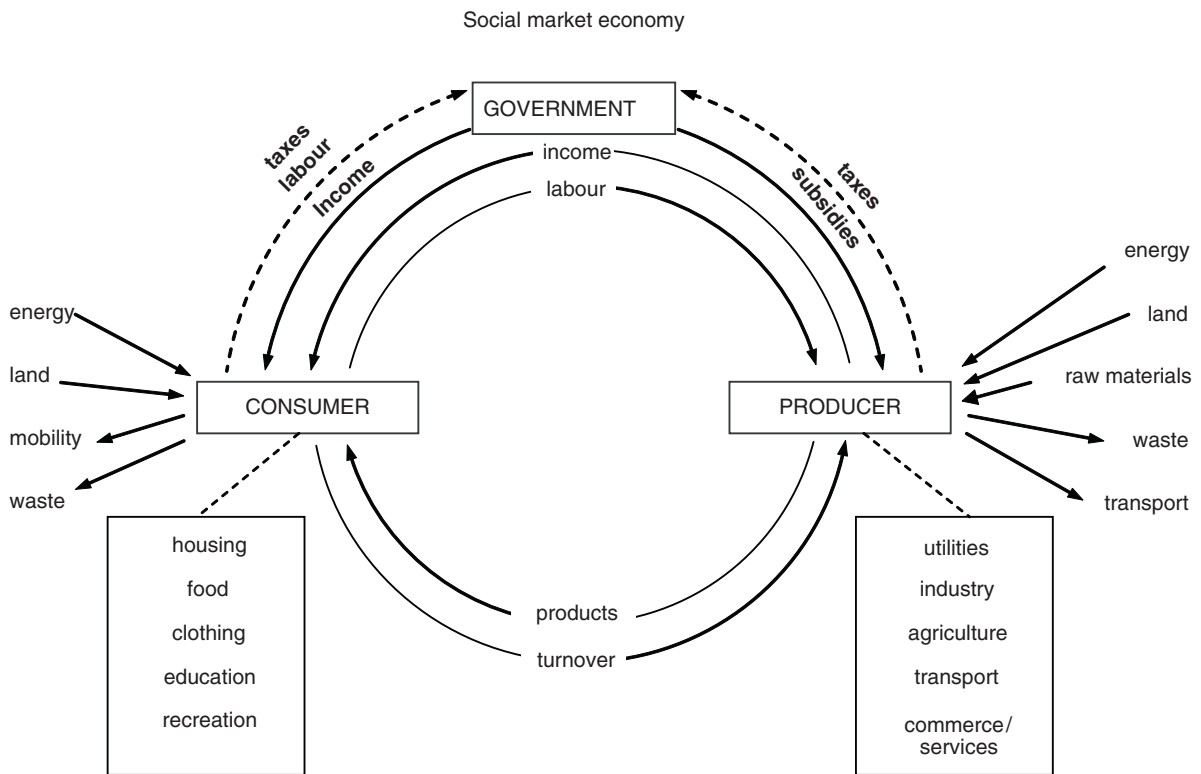 Social market economy
GOVERNMENT
taxes
labour
Income
income
labour
taxes
subsidies
energy
land
mobility
waste
CONSUMER
PRODUCER
energy
land
raw materials
waste
transport
housing
food
clothing
education
recreation
products
turnover
utilities
industry
agriculture
transport
commerce/
services